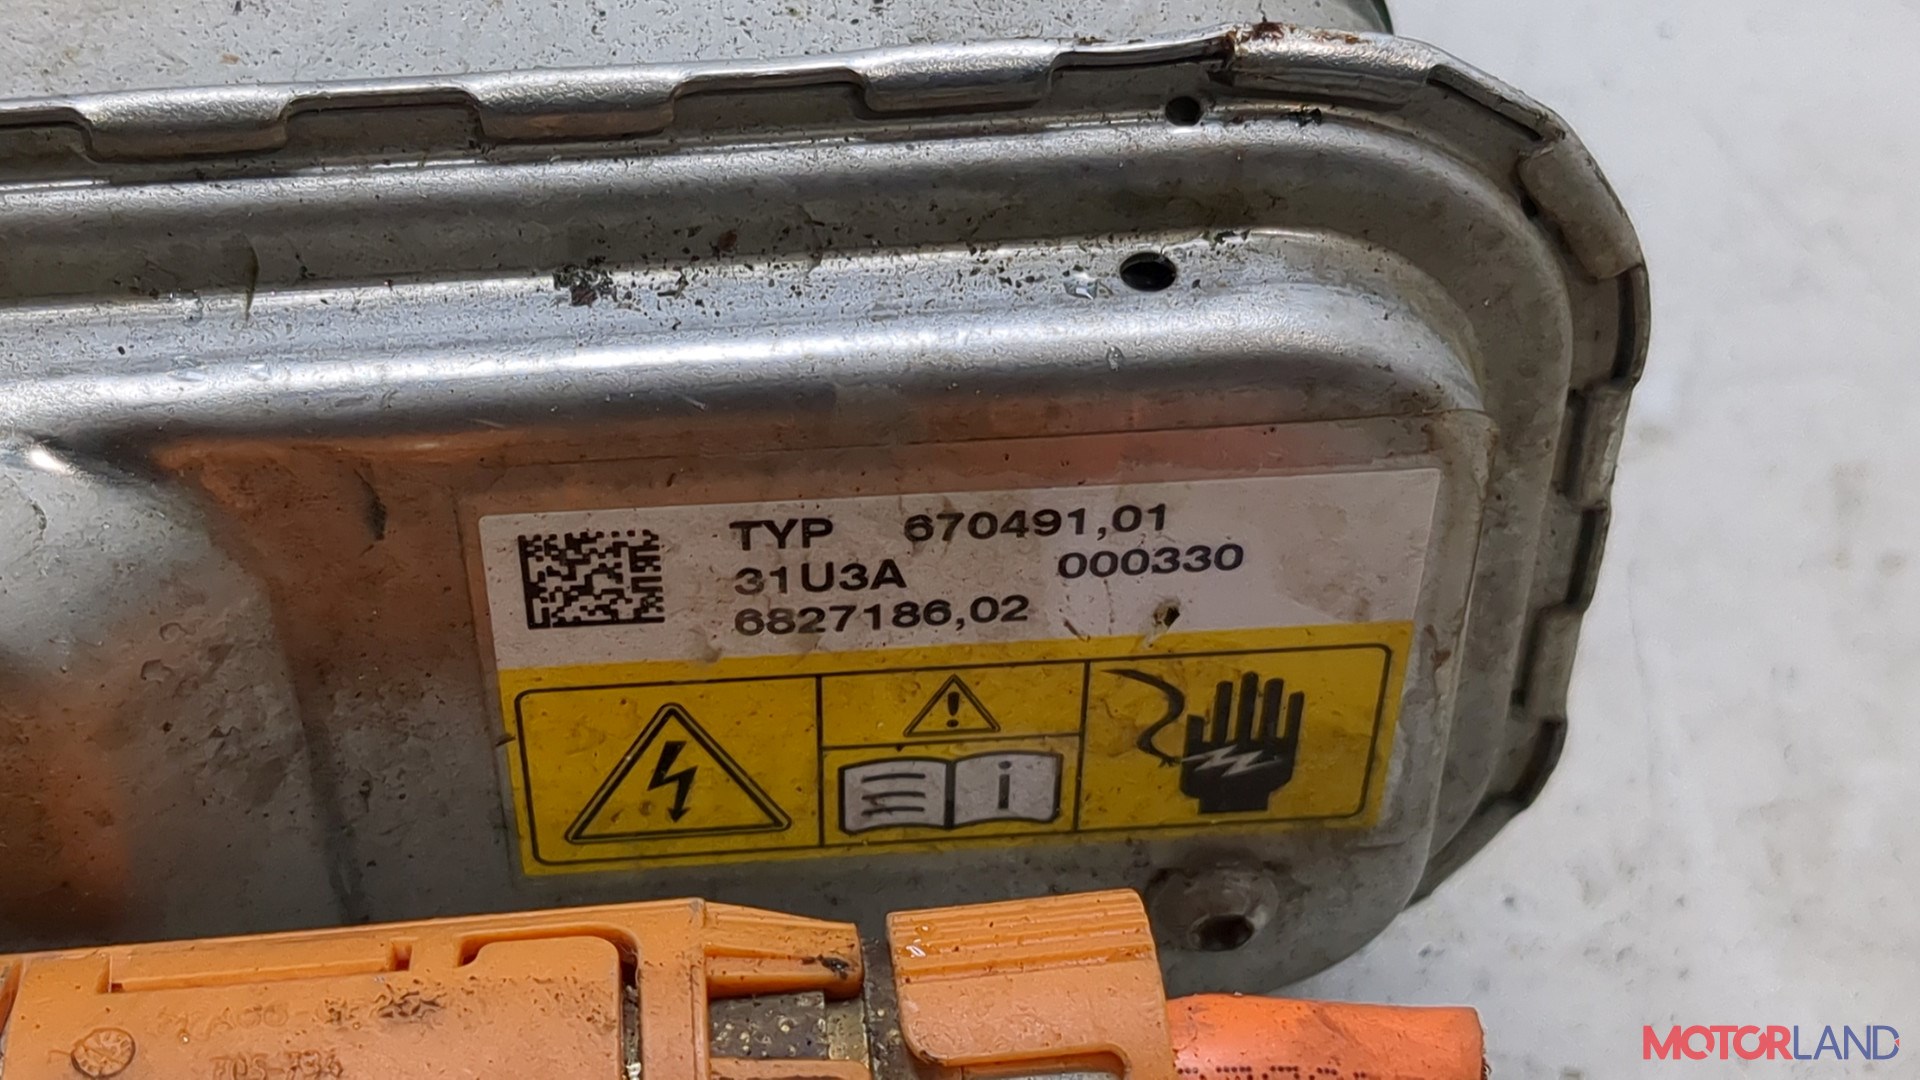 TYP 670491,01
31U3A 000330
6827186,02
i
MOTORLAND